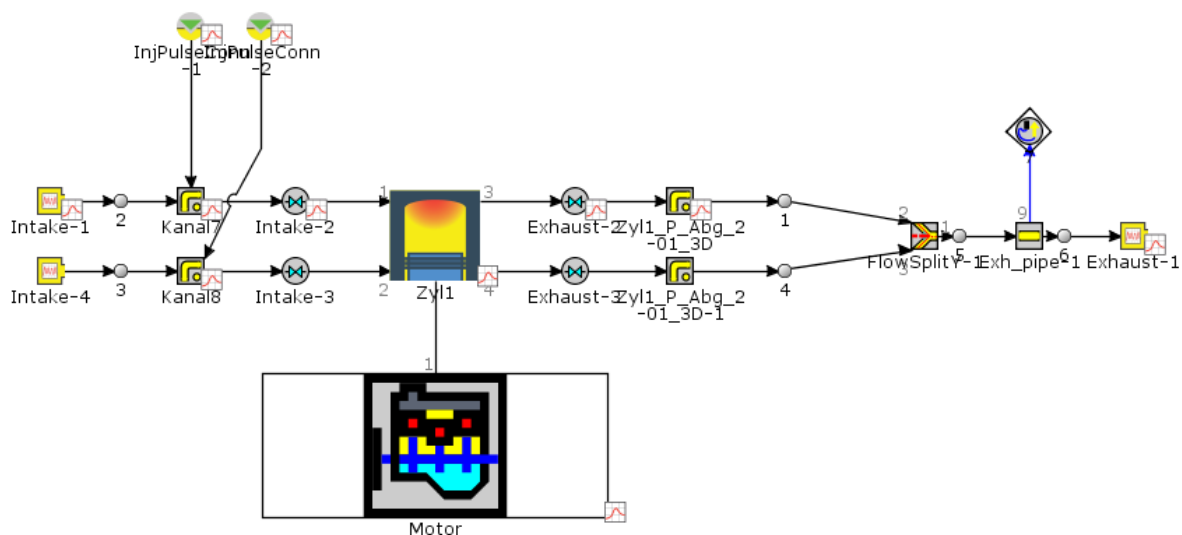 InjPulseConn
-1
InjPulseConn
-2
1
3
2
Intake-1
Kanal7
Intake-2
Exhaust-2
Zyl1_P_Abg_2
-01_3D
1
2
1
3
5
FlowSplitY-1
9
7
Exh_pipe-1
6
Exhaust-1
3
Intake-4
Kanal8
Intake-3
2
4
Zyl1
Exhaust-3
Zyl1_P_Abg_2
-01_3D-1
4
1
Motor